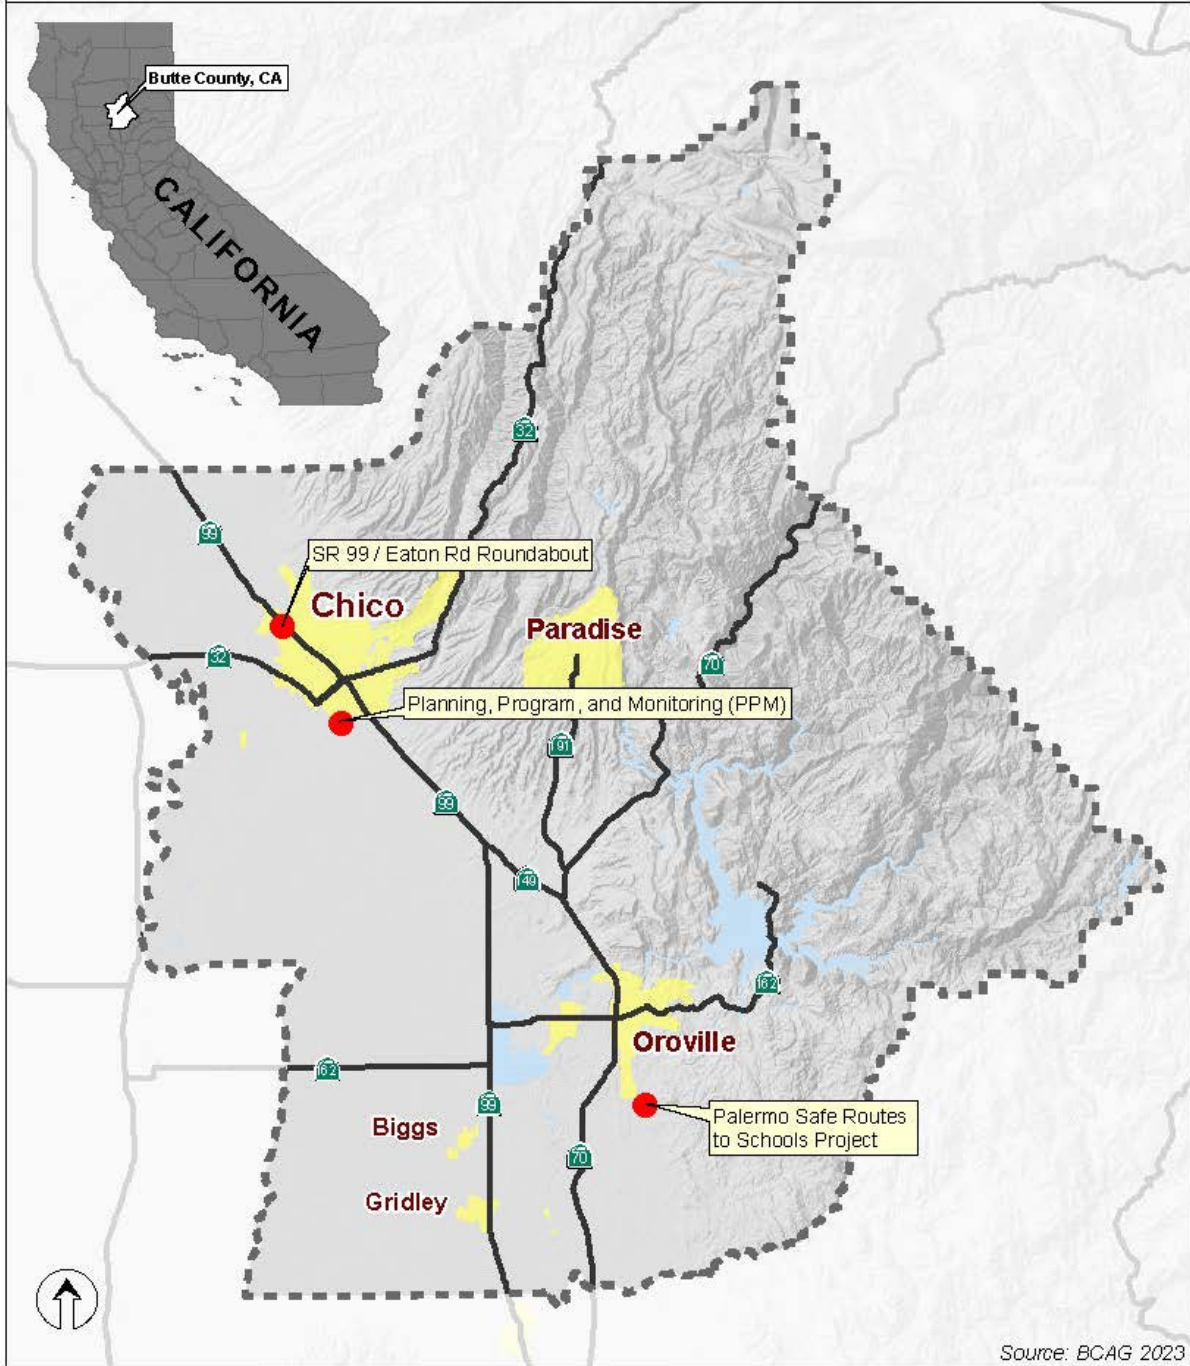 Butte County, CA
CALIFORNIA
32
99
SR 99 / Eaton Rd Roundabout
Chico
Paradise
32
70
Planning, Program, and Monitoring (PPM)
191
99
149
162
Oroville
162
99
Biggs
Palermo Safe Routes
to Schools Project
70
Gridley
Source: BCAG 2023